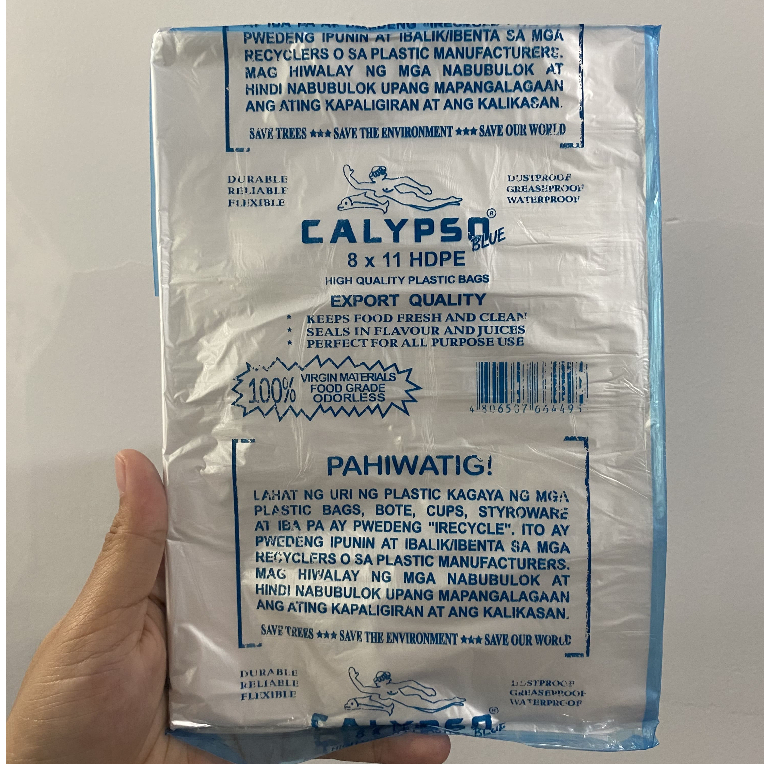 PWEDENG IPUNIN AT IBALIK/IBENTA SA MGA
RECYCLERS O SA PLASTIC MANUFACTURERS.
MAG HIWALAY NG MGA NABUBULOK AT
HINDI NABUBULOK UPANG MAPANGALAGAAN
ANG ATING KAPALIGIRAN AT ANG KALIKASAN.
SAVE TREES ★★★ SAVE THE ENVIRONMENT ★★★ SAVE OUR WORLD
DURABLE
RELIABLE
FLEXIBLE
DUSTPROOF
GREASEPROOF
WATERPROOF
CALYPSO®
BLUE
8 x 11 HDPE
HIGH QUALITY PLASTIC BAGS
EXPORT QUALITY
* KEEPS FOOD FRESH AND CLEAN
* SEALS IN FLAVOUR AND JUICES
* PERFECT FOR ALL PURPOSE USE
100% VIRGIN MATERIALS
FOOD GRADE
ODORLESS
PAHIWATIG!
LAHAT NG URI NG PLASTIC KAGAYA NG MGA
PLASTIC BAGS, BOTE, CUPS, STYROWARE
AT IBA PA AY PWEDENG "IRECYCLE". ITO AY
PWEDENG IPUNIN AT IBALIK/IBENTA SA MGA
RECYCLERS O SA PLASTIC MANUFACTURERS.
MAG HIWALAY NG MGA NABUBULOK AT
HINDI NABUBULOK UPANG MAPANGALAGAAN
ANG ATING KAPALIGIRAN AT ANG KALIKASAN.
SAVE TREES ★★★ SAVE THE ENVIRONMENT ★★★ SAVE OUR WORLD
DURABLE
RELIABLE
FLEXIBLE
DUSTPROOF
GREASEPROOF
WATERPROOF
CALYPSO®
BLUE